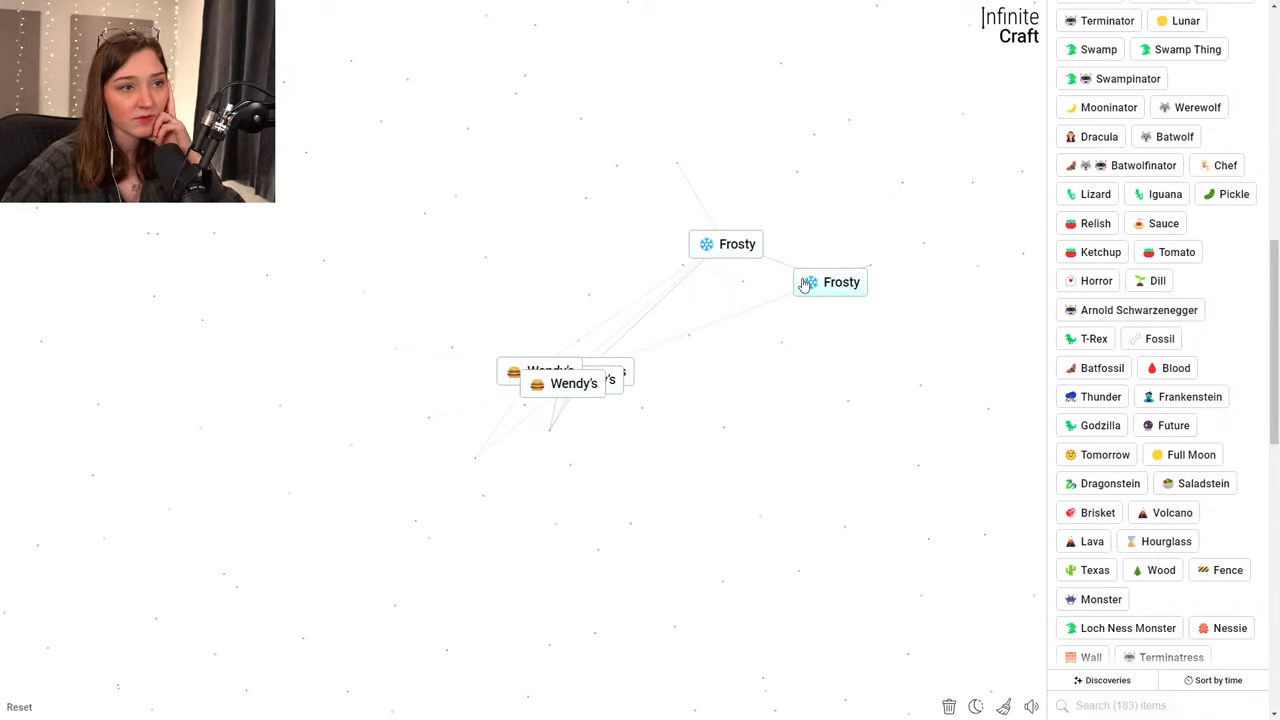 Infinite
Craft
Terminator
Lunar
Swamp
Swamp Thing
Swampinator
Mooninator
Werewolf
Dracula
Batwolf
Batwolfinator
Chef
Lizard
Iguana
Pickle
Relish
Sauce
Ketchup
Tomato
Horror
Dill
Arnold Schwarzenegger
T-Rex
Fossil
Batfossil
Blood
Thunder
Frankenstein
Godzilla
Future
Tomorrow
Full Moon
Dragonstein
Saladstein
Brisket
Volcano
Lava
Hourglass
Texas
Wood
Fence
Monster
Loch Ness Monster
Nessie
Wall
Terminatress
Frosty
Frosty
Wendy's
Wendy's
Discoveries
Sort by time
Search (183) items...
Reset